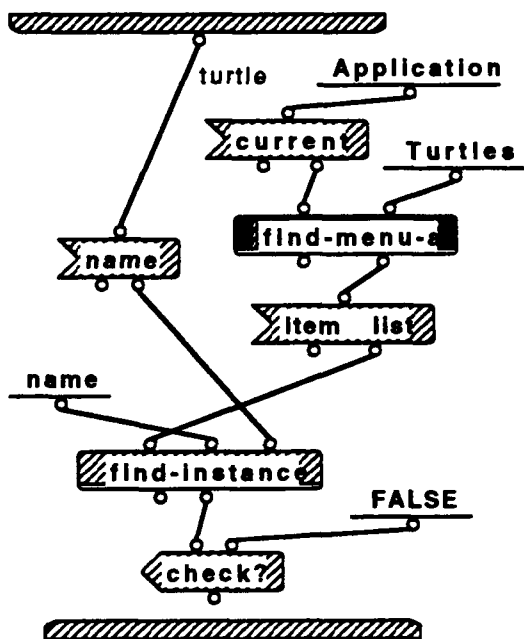 turtle
Application
current
Turtles
find-menu-a
name
item list
name
find-instance
FALSE
check?